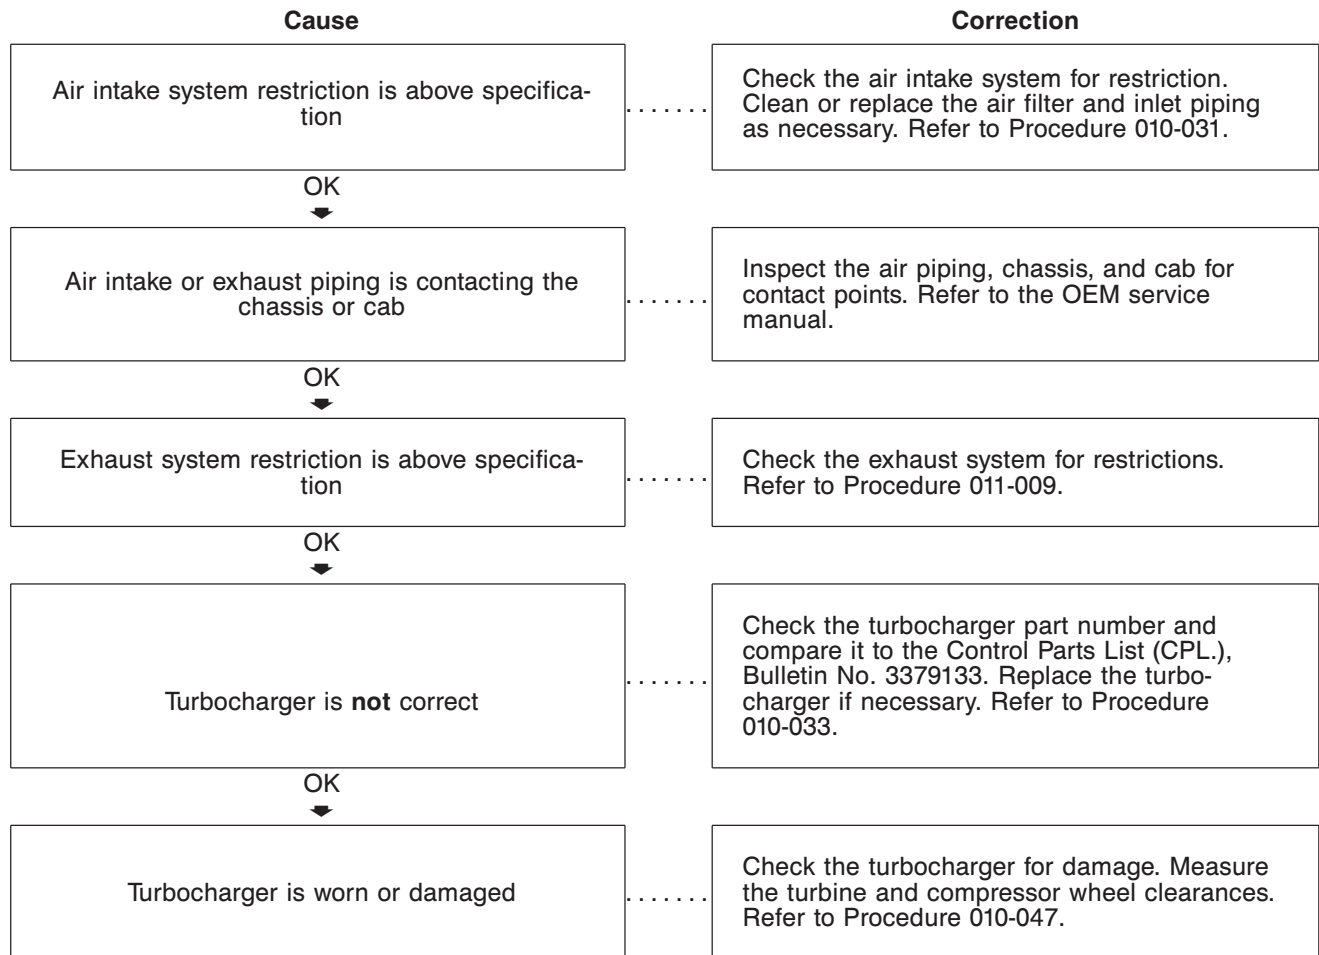 Cause
Correction
Air intake system restriction is above specifica-
tion
.......
Check the air intake system for restriction.
Clean or replace the air filter and inlet piping
as necessary. Refer to Procedure 010-031.
OK
Air intake or exhaust piping is contacting the
chassis or cab
.......
Inspect the air piping, chassis, and cab for
contact points. Refer to the OEM service
manual.
OK
Exhaust system restriction is above specifica-
tion
.......
Check the exhaust system for restrictions.
Refer to Procedure 011-009.
OK
Turbocharger is not correct
.......
Check the turbocharger part number and
compare it to the Control Parts List (CPL.),
Bulletin No. 3379133. Replace the turbo-
charger if necessary. Refer to Procedure
010-033.
OK
Turbocharger is worn or damaged
.......
Check the turbocharger for damage. Measure
the turbine and compressor wheel clearances.
Refer to Procedure 010-047.